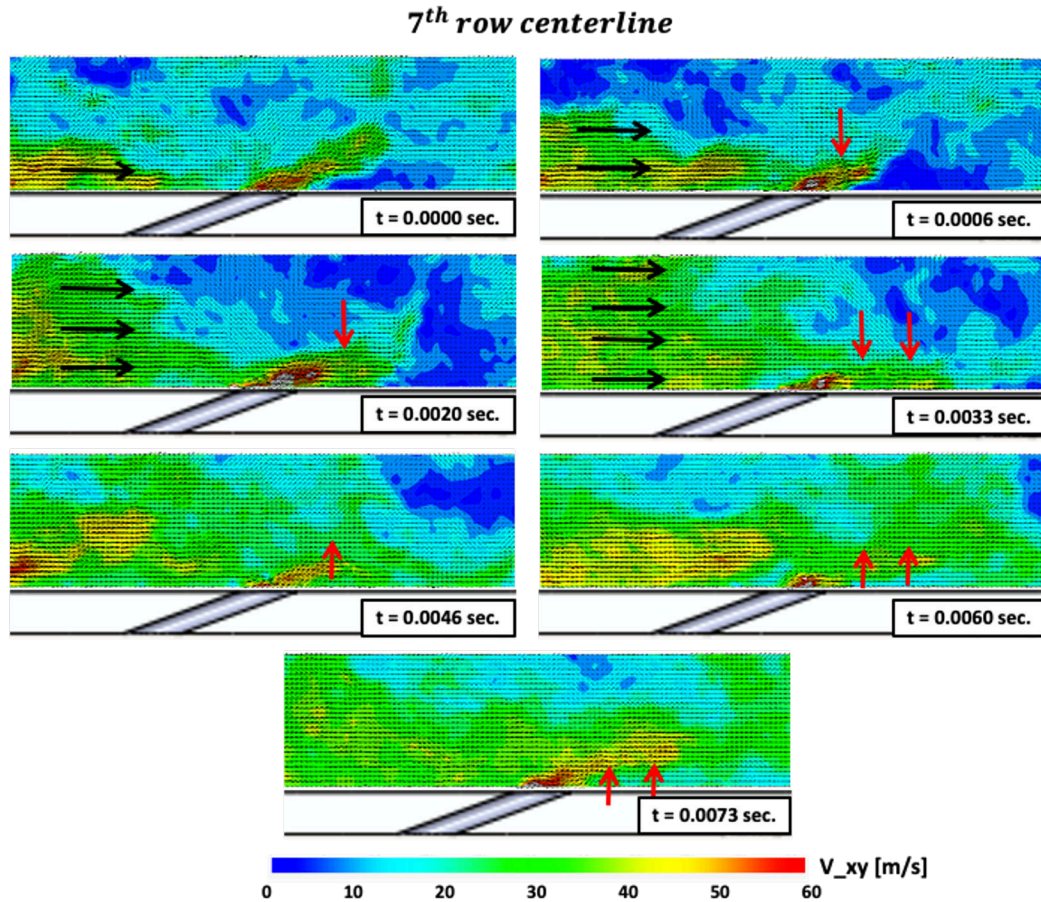 7th row centerline
t = 0.0000 sec.
t = 0.0006 sec.
t = 0.0020 sec.
t = 0.0033 sec.
t = 0.0046 sec.
t = 0.0060 sec.
t = 0.0073 sec.
V_xy [m/s]
0 10 20 30 40 50 60